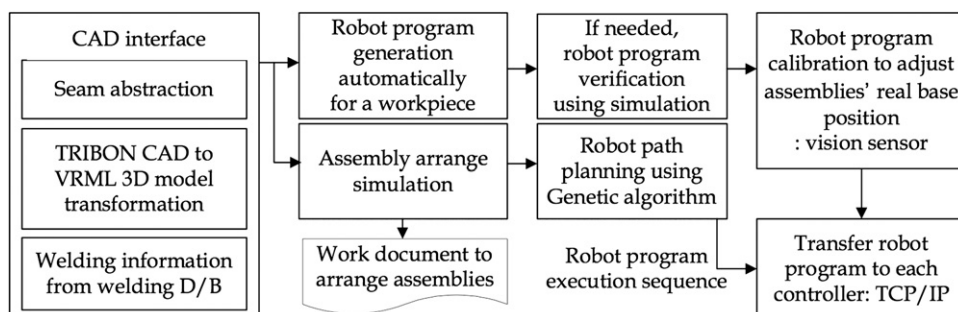 CAD interface
Seam abstraction
TRIBON CAD to
VRML 3D model
transformation
Welding information
from welding D/B
Robot program
generation
automatically
for a workpiece
Assembly arrange
simulation
Work document to
arrange assemblies
If needed,
robot program
verification
using simulation
Robot path
planning using
Genetic algorithm
Robot program
execution sequence
Robot program
calibration to adjust
assemblies’ real base
position
: vision sensor
Transfer robot
program to each
controller: TCP/IP